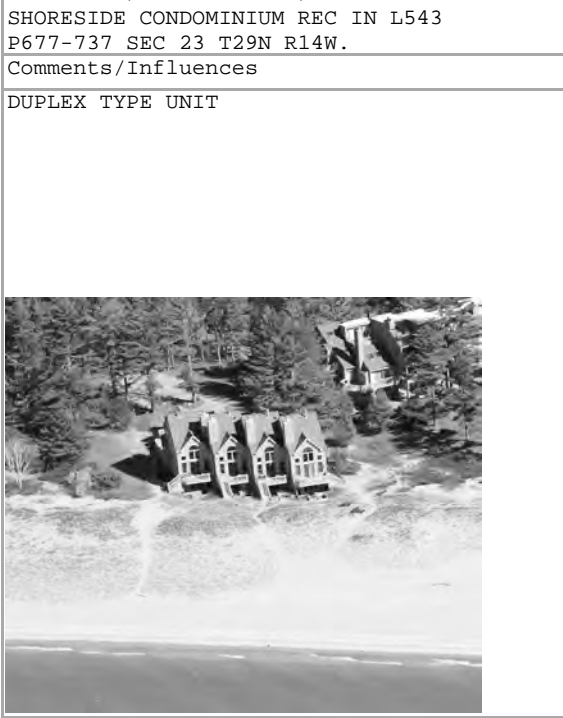 SHORESIDE CONDOMINIUM REC IN L543
P677-737 SEC 23 T29N R14W.
Comments/Influences
DUPLEX TYPE UNIT